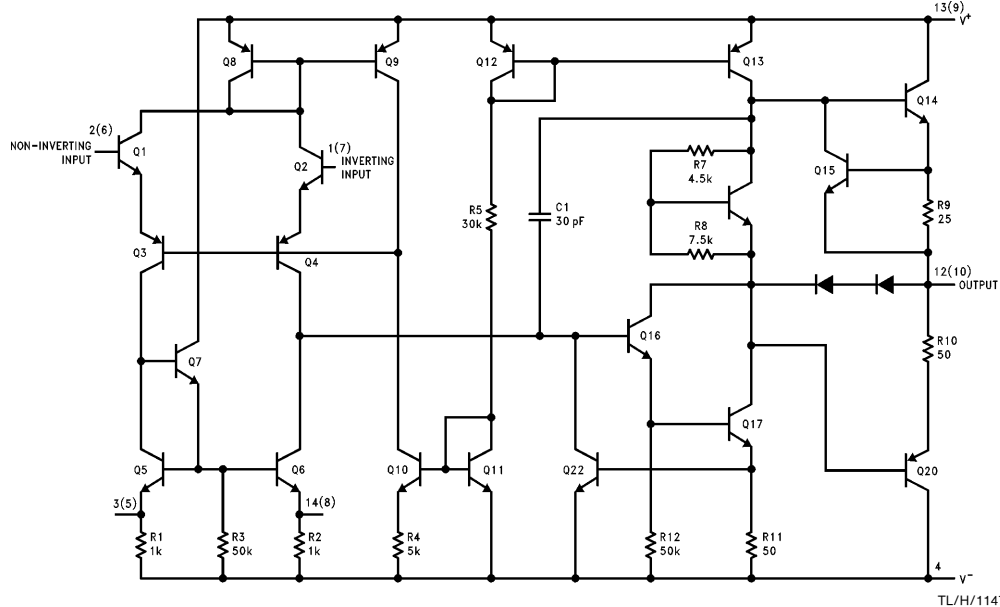 13(9)
V+
Q8
Q9
Q12
Q13
Q14
2(6)
NON-INVERTING
INPUT
Q1
1(7)
INVERTING
INPUT
Q2
Q15
R7
4.5k
R5
30k
C1
30 pF
R9
25
R8
7.5k
Q3
Q4
12(10)
OUTPUT
Q7
Q16
R10
50
Q17
Q5
Q6
Q10
Q11
Q22
Q20
3(5)
14(8)
R1
1k
R3
50k
R2
1k
R4
5k
R12
50k
R11
50
4
V−
TL/H/1147